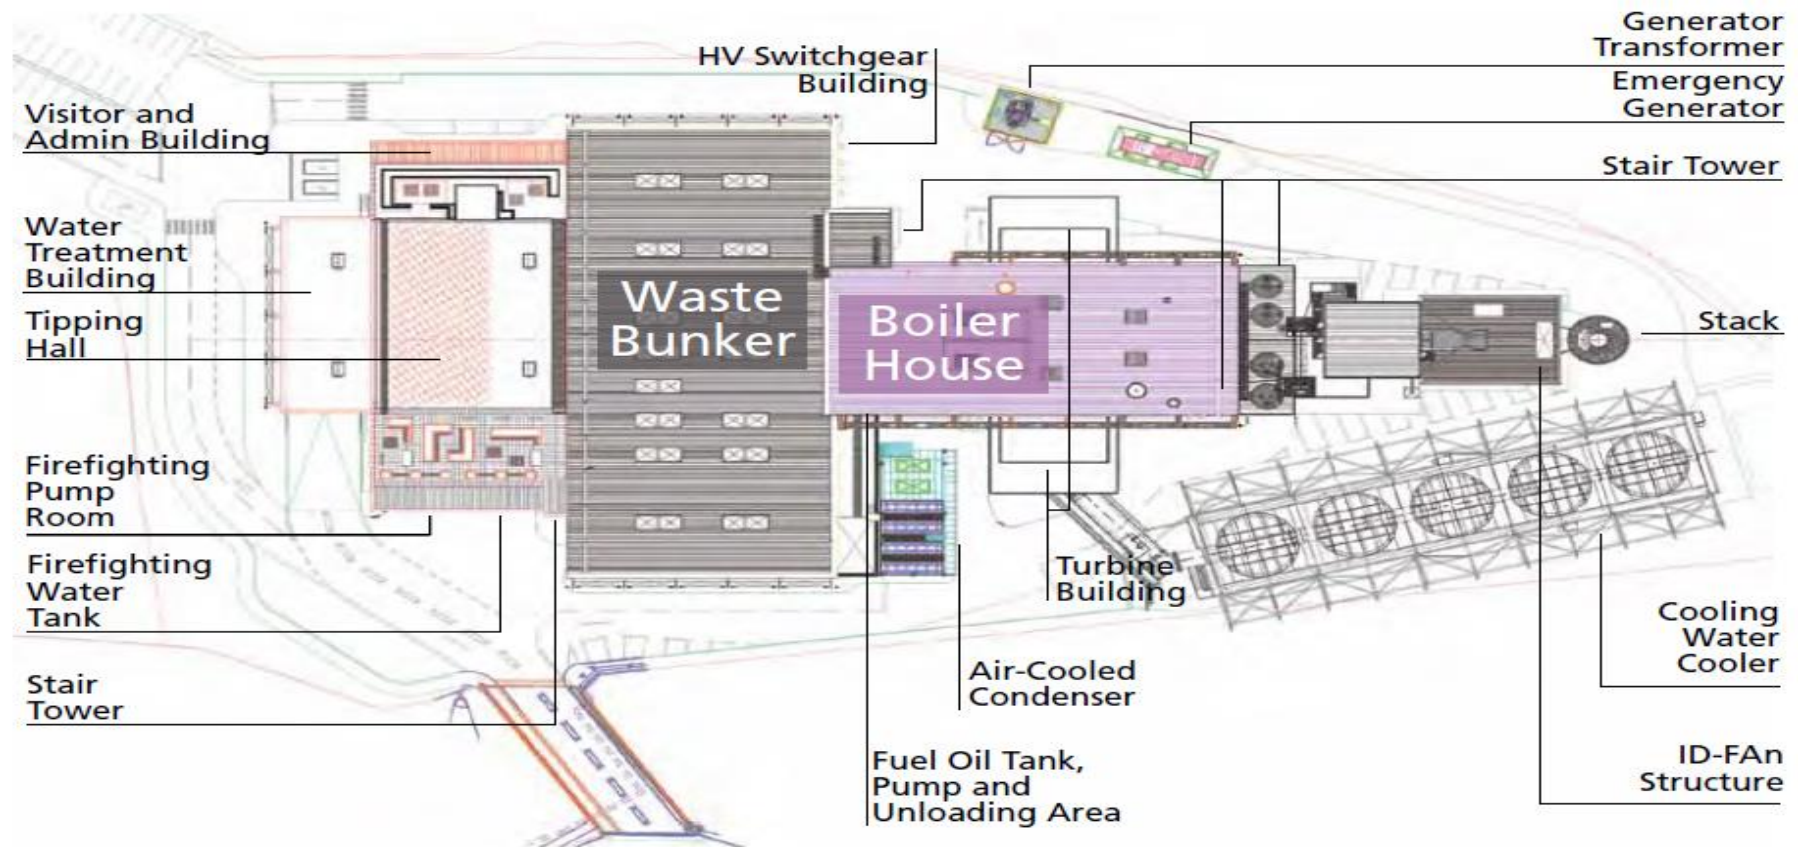 Generator
Transformer
HV Switchgear
Building
Emergency
Generator
Visitor and
Admin Building
Stair Tower
Water
Treatment
Building
Waste
Bunker
Boiler
House
Tipping
Hall
Stack
Firefighting
Pump
Room
Firefighting
Water
Tank
Turbine
Building
Cooling
Water
Cooler
Stair
Tower
Air-Cooled
Condenser
Fuel Oil Tank,
Pump and
Unloading Area
ID-FAn
Structure